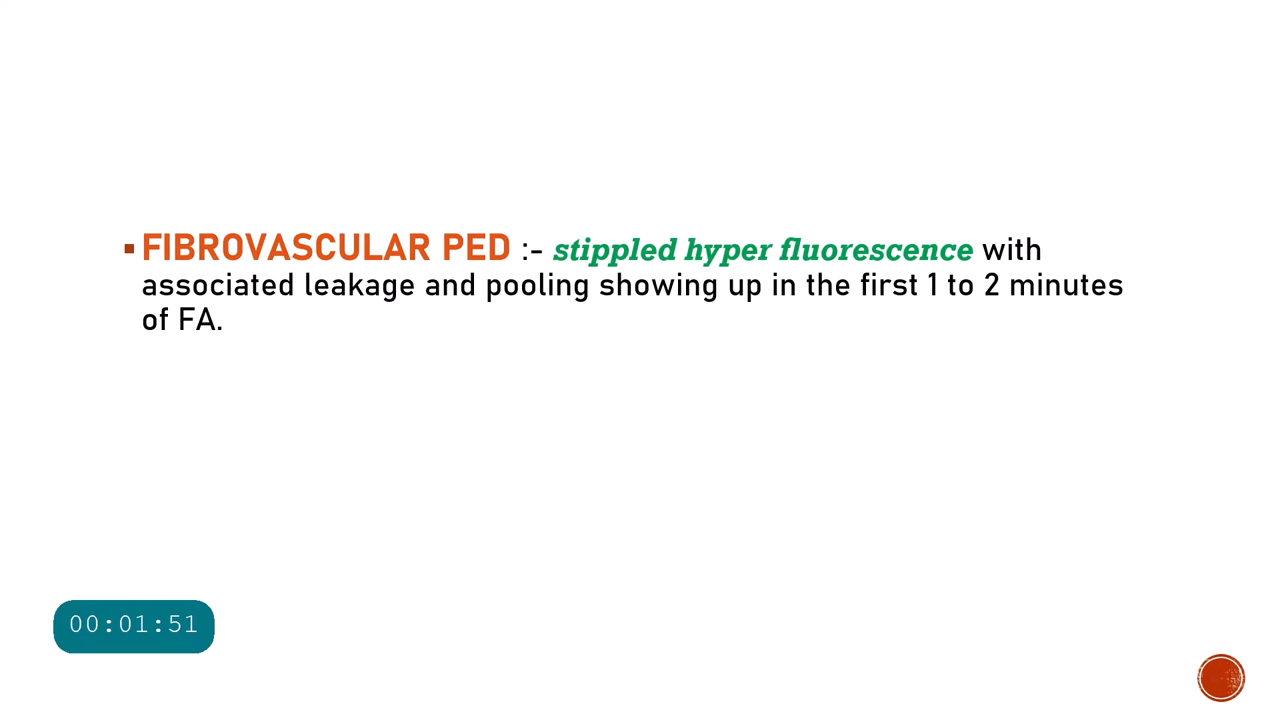 ▪ FIBROVASCULAR PED :- stippled hyper fluorescence with
associated leakage and pooling showing up in the first 1 to 2 minutes
of FA.
00:01:51